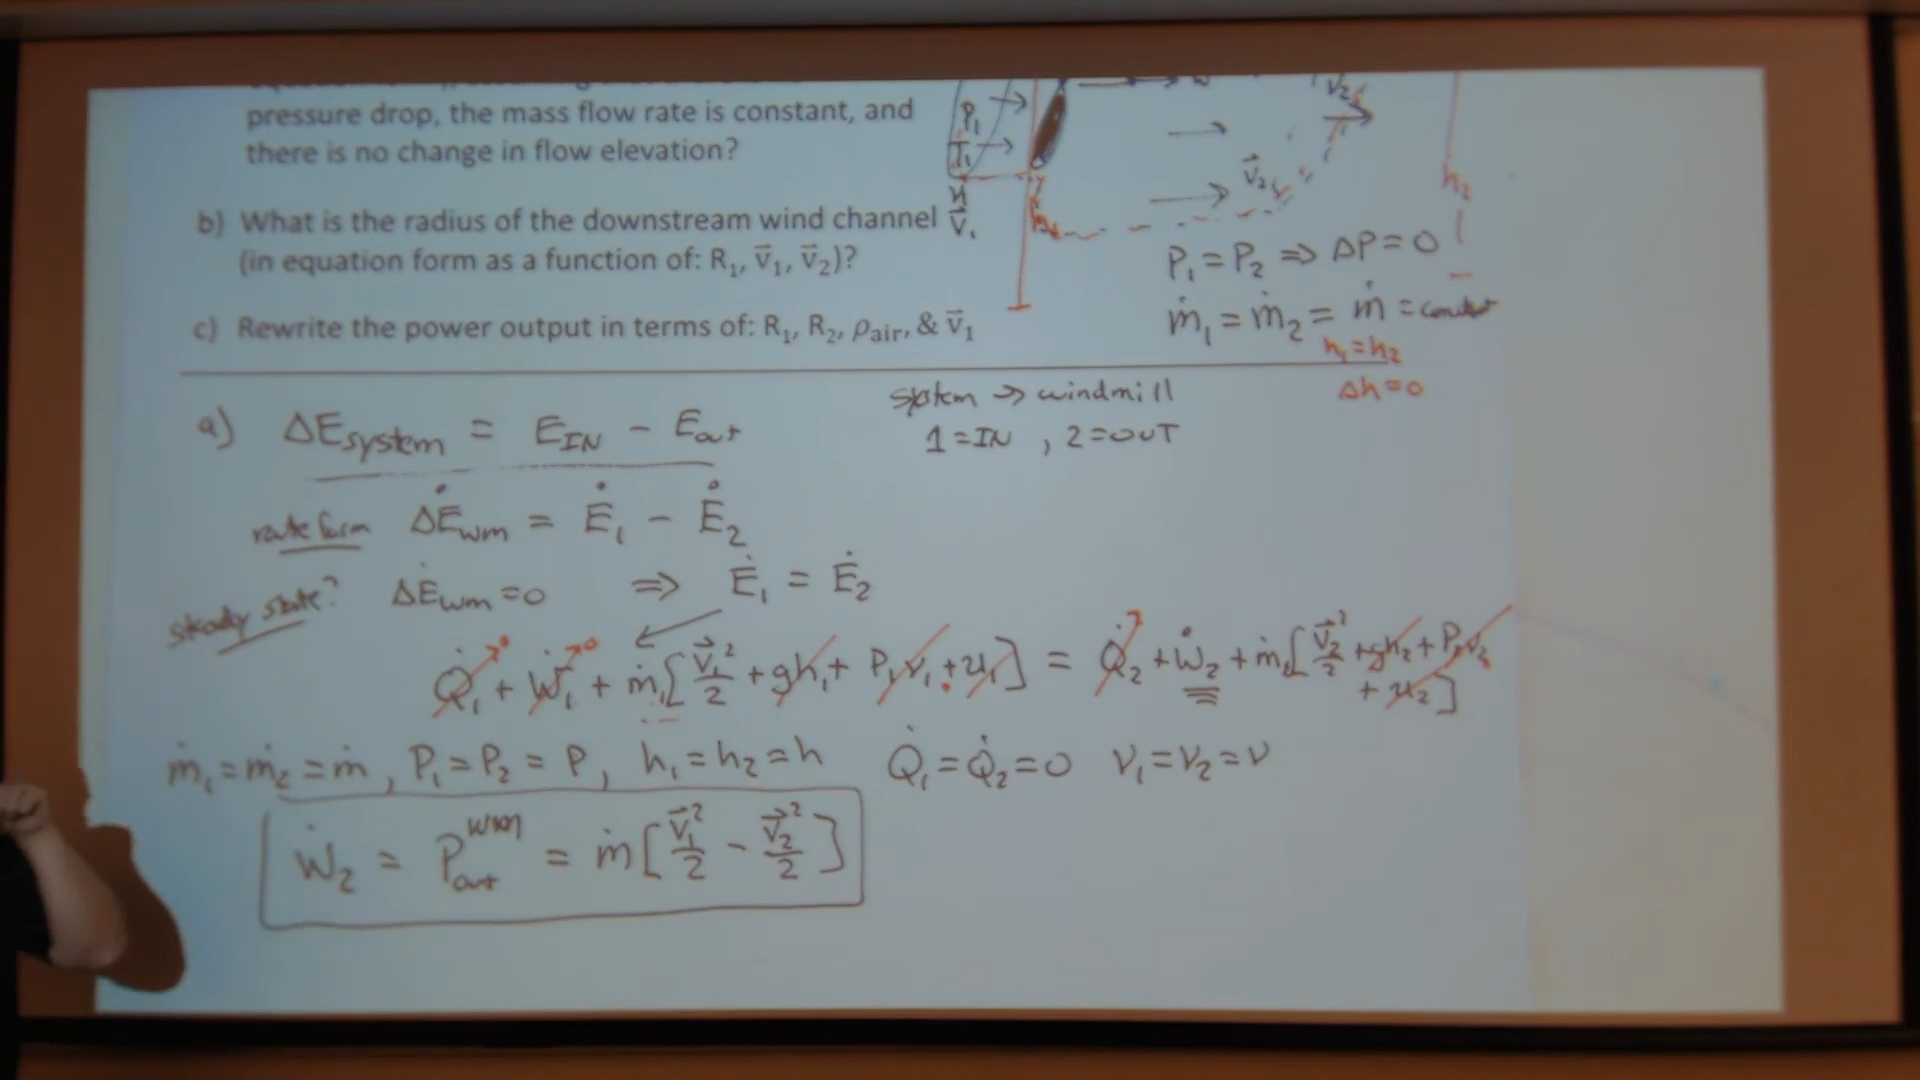 pressure drop, the mass flow rate is constant, and
there is no change in flow elevation?
b) What is the radius of the downstream wind channel
(in equation form as a function of: R₁, v⃗₁, v⃗₂)?
c) Rewrite the power output in terms of: R₁, R₂, ρair, & v⃗₁
P₁
T₁
v⃗₁
v⃗₂
v⃗₂
h₂
P₁ = P₂ ⇒ ΔP = 0
ṁ₁ = ṁ₂ = ṁ = constant
h₁ = h₂
Δh = 0
system → windmill
1 = IN , 2 = OUT
a) ΔEsystem = EIN − Eout
rate form ΔĖwm = Ė₁ − Ė₂
steady state? ΔĖwm = 0 ⇒ Ė₁ = Ė₂
Q̇₁ + Ẇ₁ + ṁ₁[v⃗₁²/2 + gh₁ + P₁v₁ + u₁] = Q̇₂ + Ẇ₂ + ṁ₂[v⃗₂²/2 + gh₂ + P₂v₂
+ u₂]
ṁ₁ = ṁ₂ = ṁ , P₁ = P₂ = P, h₁ = h₂ = h Q̇₁ = Q̇₂ = 0 v₁ = v₂ = v
Ẇ₂ = Pout^wm = ṁ[v⃗₁²/2 − v⃗₂²/2]